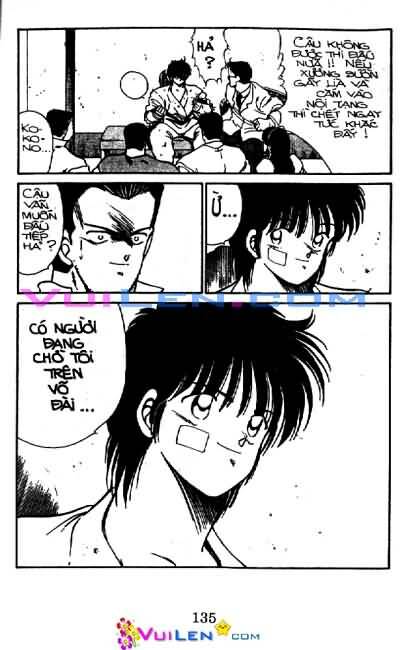 CẬU KHÔNG
ĐƯỢC THI ĐẤU
NỮA !! NẾU
XƯƠNG SƯỜN
GÃY LÌA VÀ
CẮM VÀO
NỘI TẠNG
THÌ CHẾT NGAY
TỨC KHẮC
ĐẤY !
HẢ
?
KO-
KO-
NO...
CẬU
VẪN
MUỐN
ĐẤU
TIẾP
HẢ ?
Ừ...
VUILEN.COM
CÓ NGƯỜI
ĐANG
CHỜ TÔI
TRÊN
VÕ
ĐÀI ...
135
VUILEN.COM